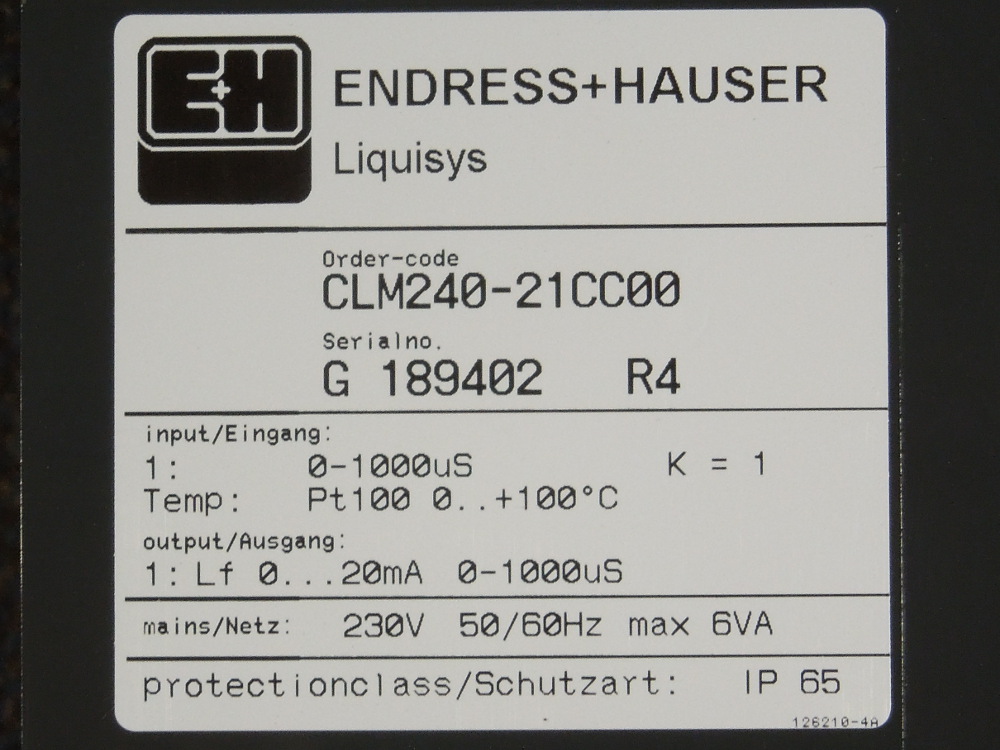 E+H
ENDRESS+HAUSER
Liquisys
Order-code
CLM240-21CC00
Serialno.
G 189402 R4
input/Eingang:
1: 0-1000uS K = 1
Temp: Pt100 0..+100°C
output/Ausgang:
1: Lf 0...20mA 0-1000uS
mains/Netz: 230V 50/60Hz max 6VA
protectionclass/Schutzart: IP 65
126210-4A